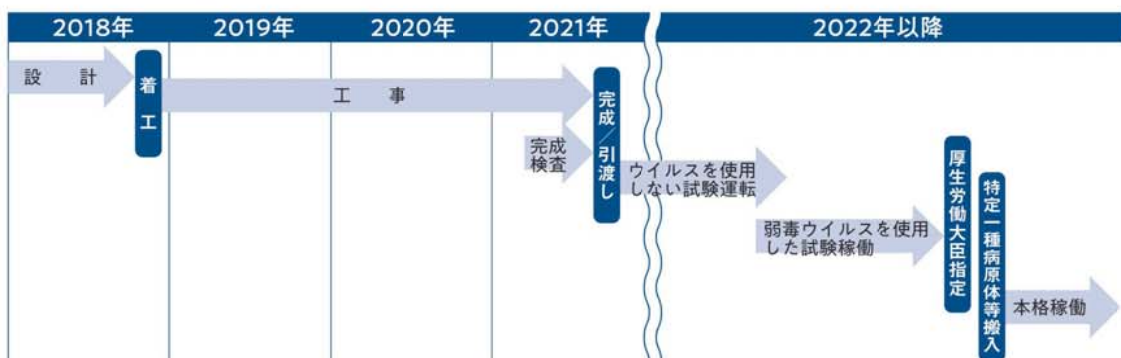 2018年
2019年
2020年
2021年
2022年以降
設計
着工
工事
完成検査
完成／引渡し
ウイルスを使用
しない試験運転
弱毒ウイルスを使用
した試験稼働
厚生労働大臣指定
特定一種病原体等搬入
本格稼働